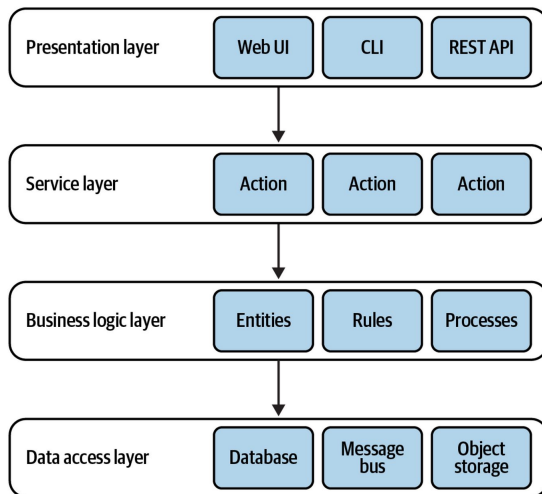 Presentation layer
Web UI
CLI
REST API
Service layer
Action
Action
Action
Business logic layer
Entities
Rules
Processes
Data access layer
Database
Message
bus
Object
storage